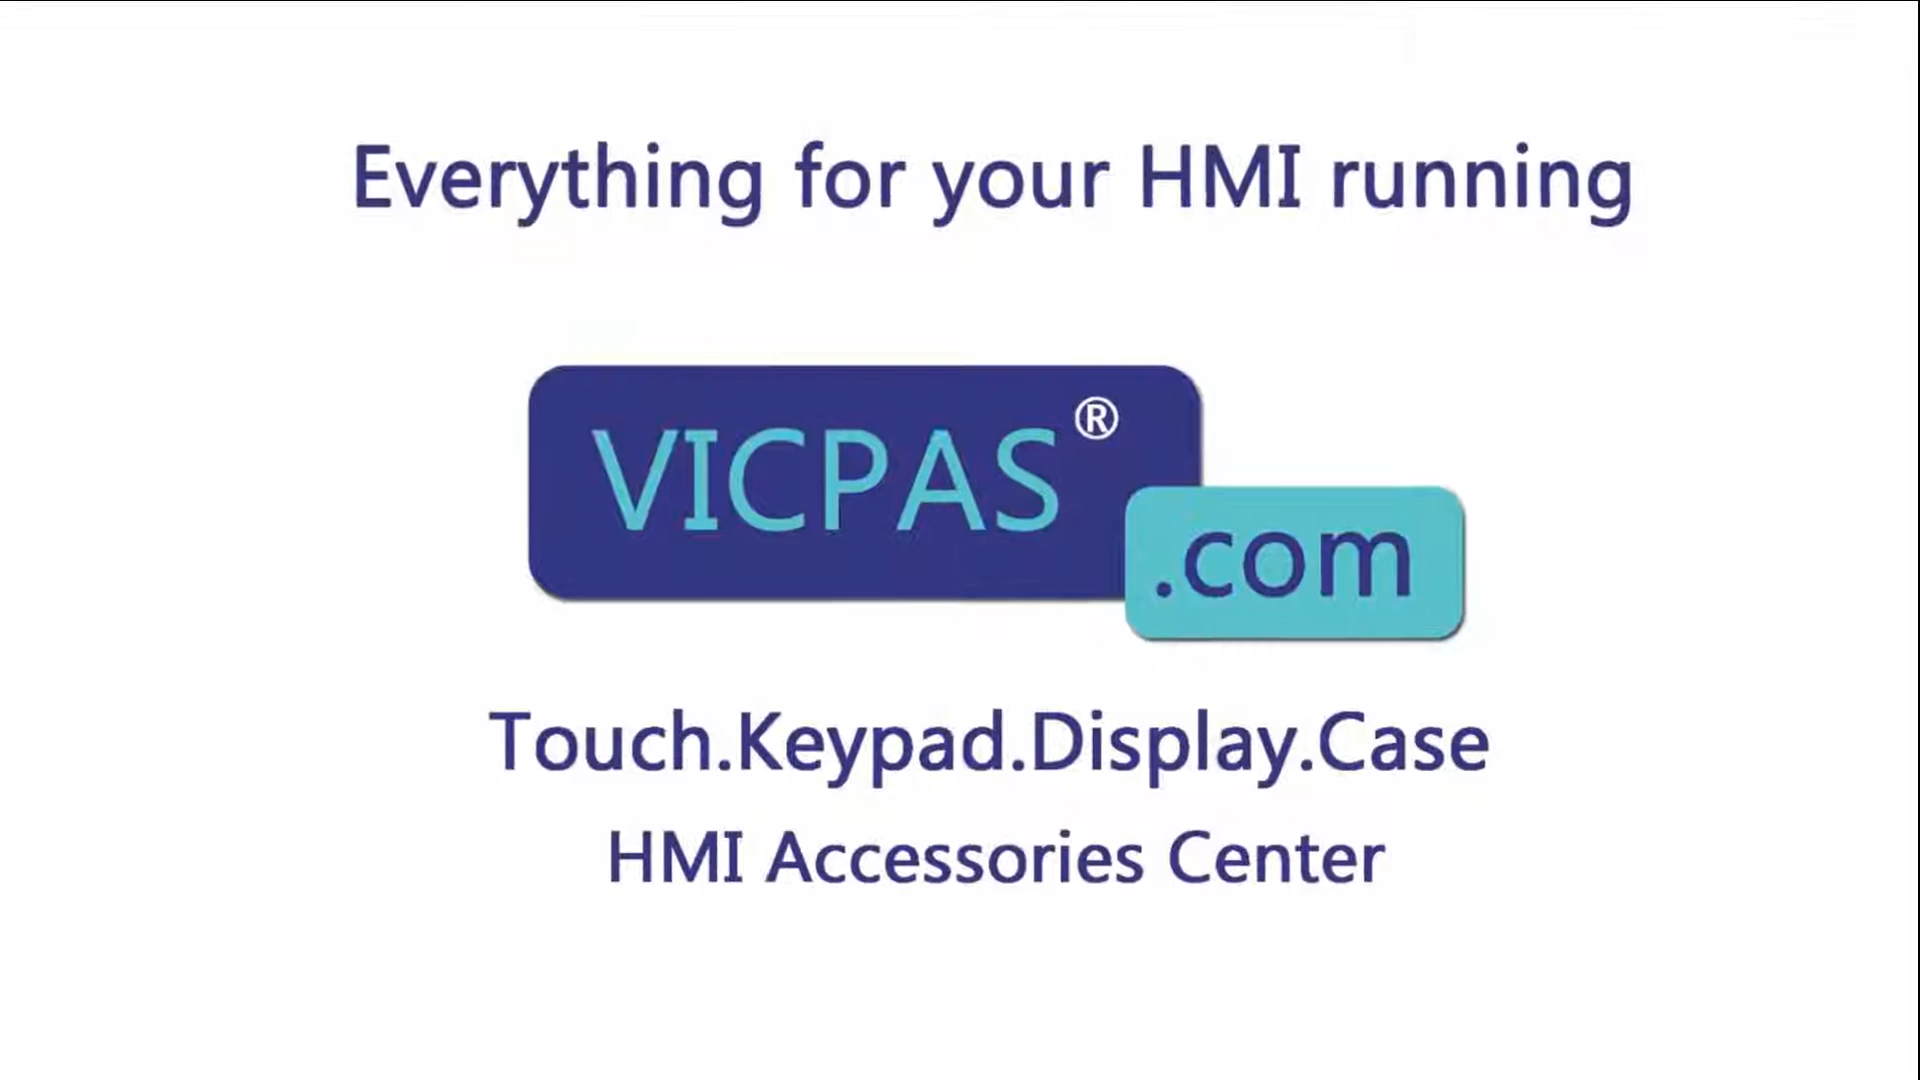 Everything for your HMI running
VICPAS®
.com
Touch.Keypad.Display.Case
HMI Accessories Center